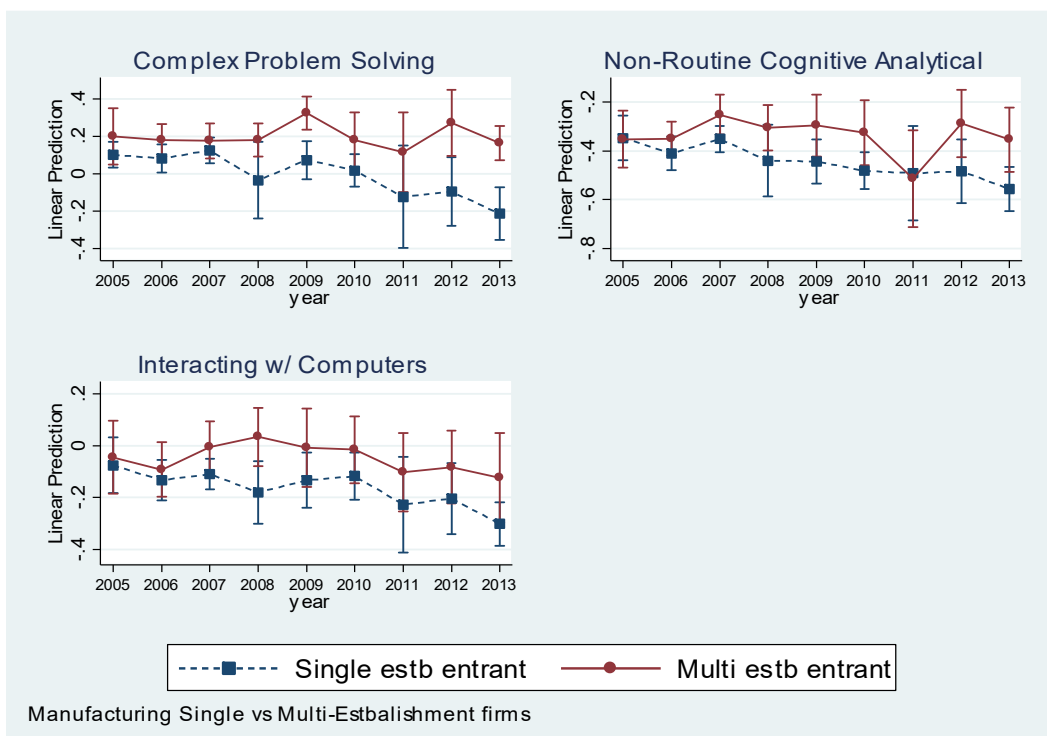 Complex Problem Solving
Linear Prediction
.4
.2
0
-.2
-.4
2005 2006 2007 2008 2009 2010 2011 2012 2013
year
Non-Routine Cognitive Analytical
Linear Prediction
-.2
-.4
-.6
-.8
2005 2006 2007 2008 2009 2010 2011 2012 2013
year
Interacting w/ Computers
Linear Prediction
.2
0
-.2
-.4
2005 2006 2007 2008 2009 2010 2011 2012 2013
year
Single estb entrant Multi estb entrant
Manufacturing Single vs Multi-Estbalishment firms